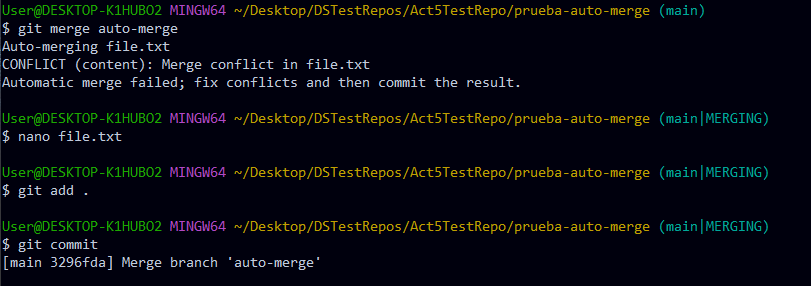 User@DESKTOP-K1HUBO2 MINGW64 ~/Desktop/DSTestRepos/Act5TestRepo/prueba-auto-merge (main)
$ git merge auto-merge
Auto-merging file.txt
CONFLICT (content): Merge conflict in file.txt
Automatic merge failed; fix conflicts and then commit the result.
User@DESKTOP-K1HUBO2 MINGW64 ~/Desktop/DSTestRepos/Act5TestRepo/prueba-auto-merge (main|MERGING)
$ nano file.txt
User@DESKTOP-K1HUBO2 MINGW64 ~/Desktop/DSTestRepos/Act5TestRepo/prueba-auto-merge (main|MERGING)
$ git add .
User@DESKTOP-K1HUBO2 MINGW64 ~/Desktop/DSTestRepos/Act5TestRepo/prueba-auto-merge (main|MERGING)
$ git commit
[main 3296fda] Merge branch 'auto-merge'